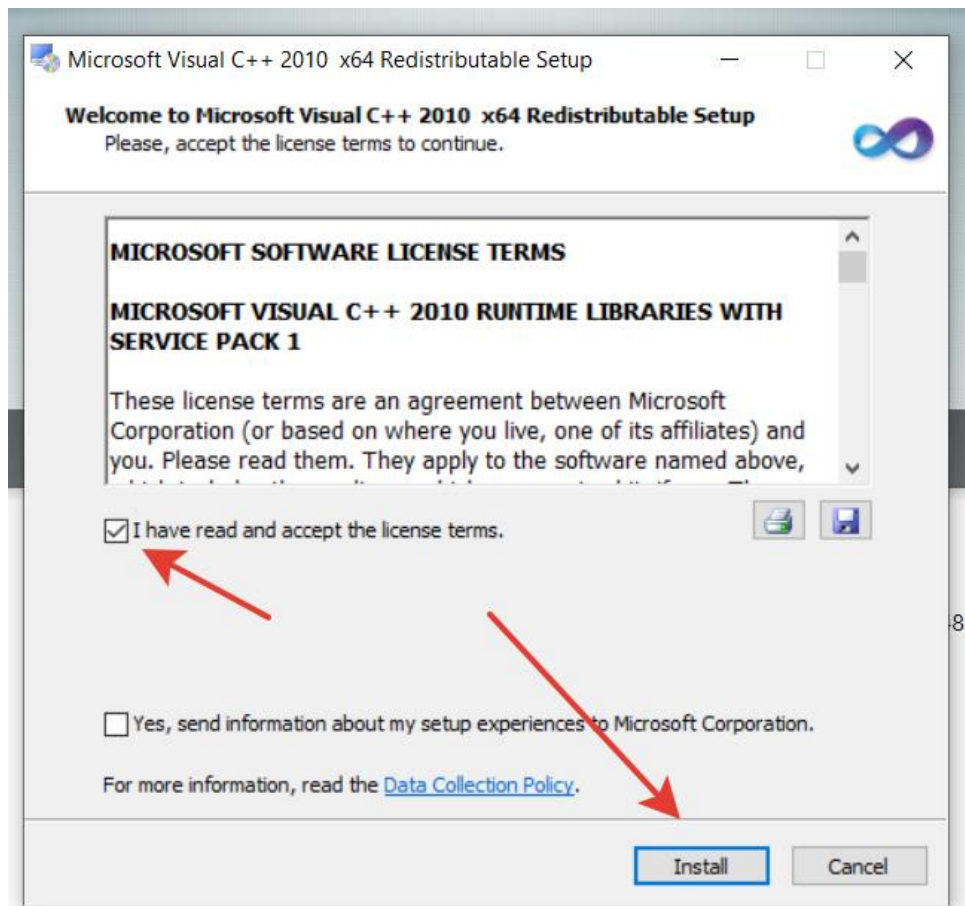 Microsoft Visual C++ 2010 x64 Redistributable Setup
Welcome to Microsoft Visual C++ 2010 x64 Redistributable Setup
Please, accept the license terms to continue.
MICROSOFT SOFTWARE LICENSE TERMS
MICROSOFT VISUAL C++ 2010 RUNTIME LIBRARIES WITH
SERVICE PACK 1
These license terms are an agreement between Microsoft
Corporation (or based on where you live, one of its affiliates) and
you. Please read them. They apply to the software named above,
I have read and accept the license terms.
8
Yes, send information about my setup experiences to Microsoft Corporation.
For more information, read the Data Collection Policy.
Install
Cancel